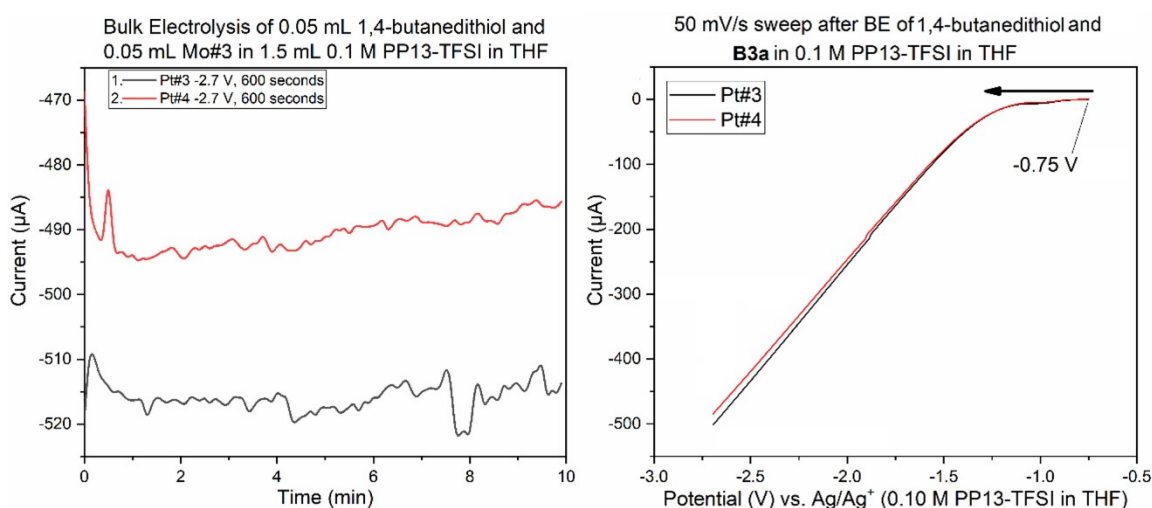 Bulk Electrolysis of 0.05 mL 1,4-butanedithiol and
0.05 mL Mo#3 in 1.5 mL 0.1 M PP13-TFSI in THF
1. Pt#3 -2.7 V, 600 seconds
2. Pt#4 -2.7 V, 600 seconds
-470
-480
-490
-500
-510
-520
Current (µA)
0 2 4 6 8 10
Time (min)
50 mV/s sweep after BE of 1,4-butanedithiol and
B3a in 0.1 M PP13-TFSI in THF
Pt#3
Pt#4
-0.75 V
0
-100
-200
-300
-400
-500
Current (µA)
-3.0 -2.5 -2.0 -1.5 -1.0 -0.5
Potential (V) vs. Ag/Ag⁺ (0.10 M PP13-TFSI in THF)